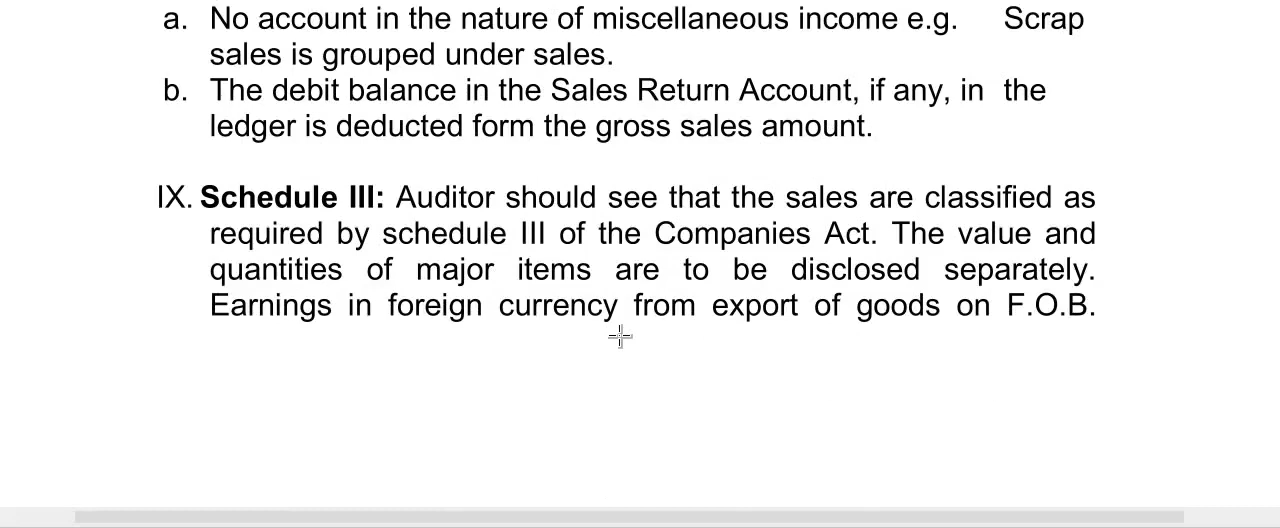 a. No account in the nature of miscellaneous income e.g. Scrap
sales is grouped under sales.
b. The debit balance in the Sales Return Account, if any, in the
ledger is deducted form the gross sales amount.
IX. Schedule III: Auditor should see that the sales are classified as
required by schedule III of the Companies Act. The value and
quantities of major items are to be disclosed separately.
Earnings in foreign currency from export of goods on F.O.B.